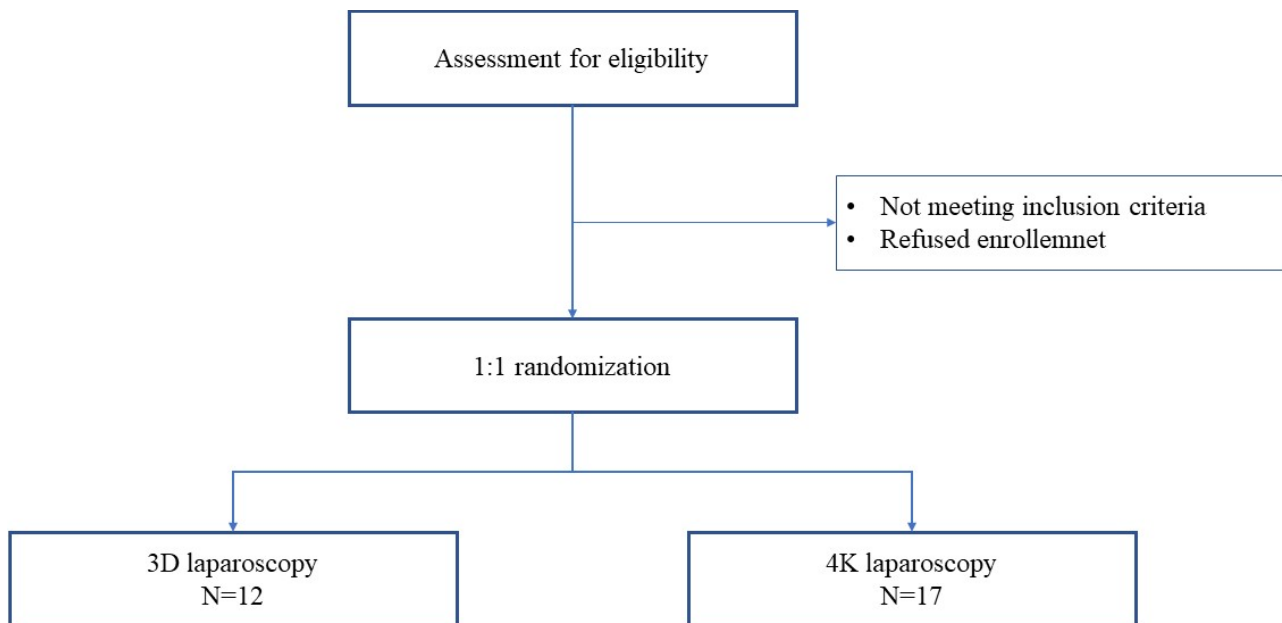 Assessment for eligibility
• Not meeting inclusion criteria
• Refused enrollemnet
1:1 randomization
3D laparoscopy
N=12
4K laparoscopy
N=17